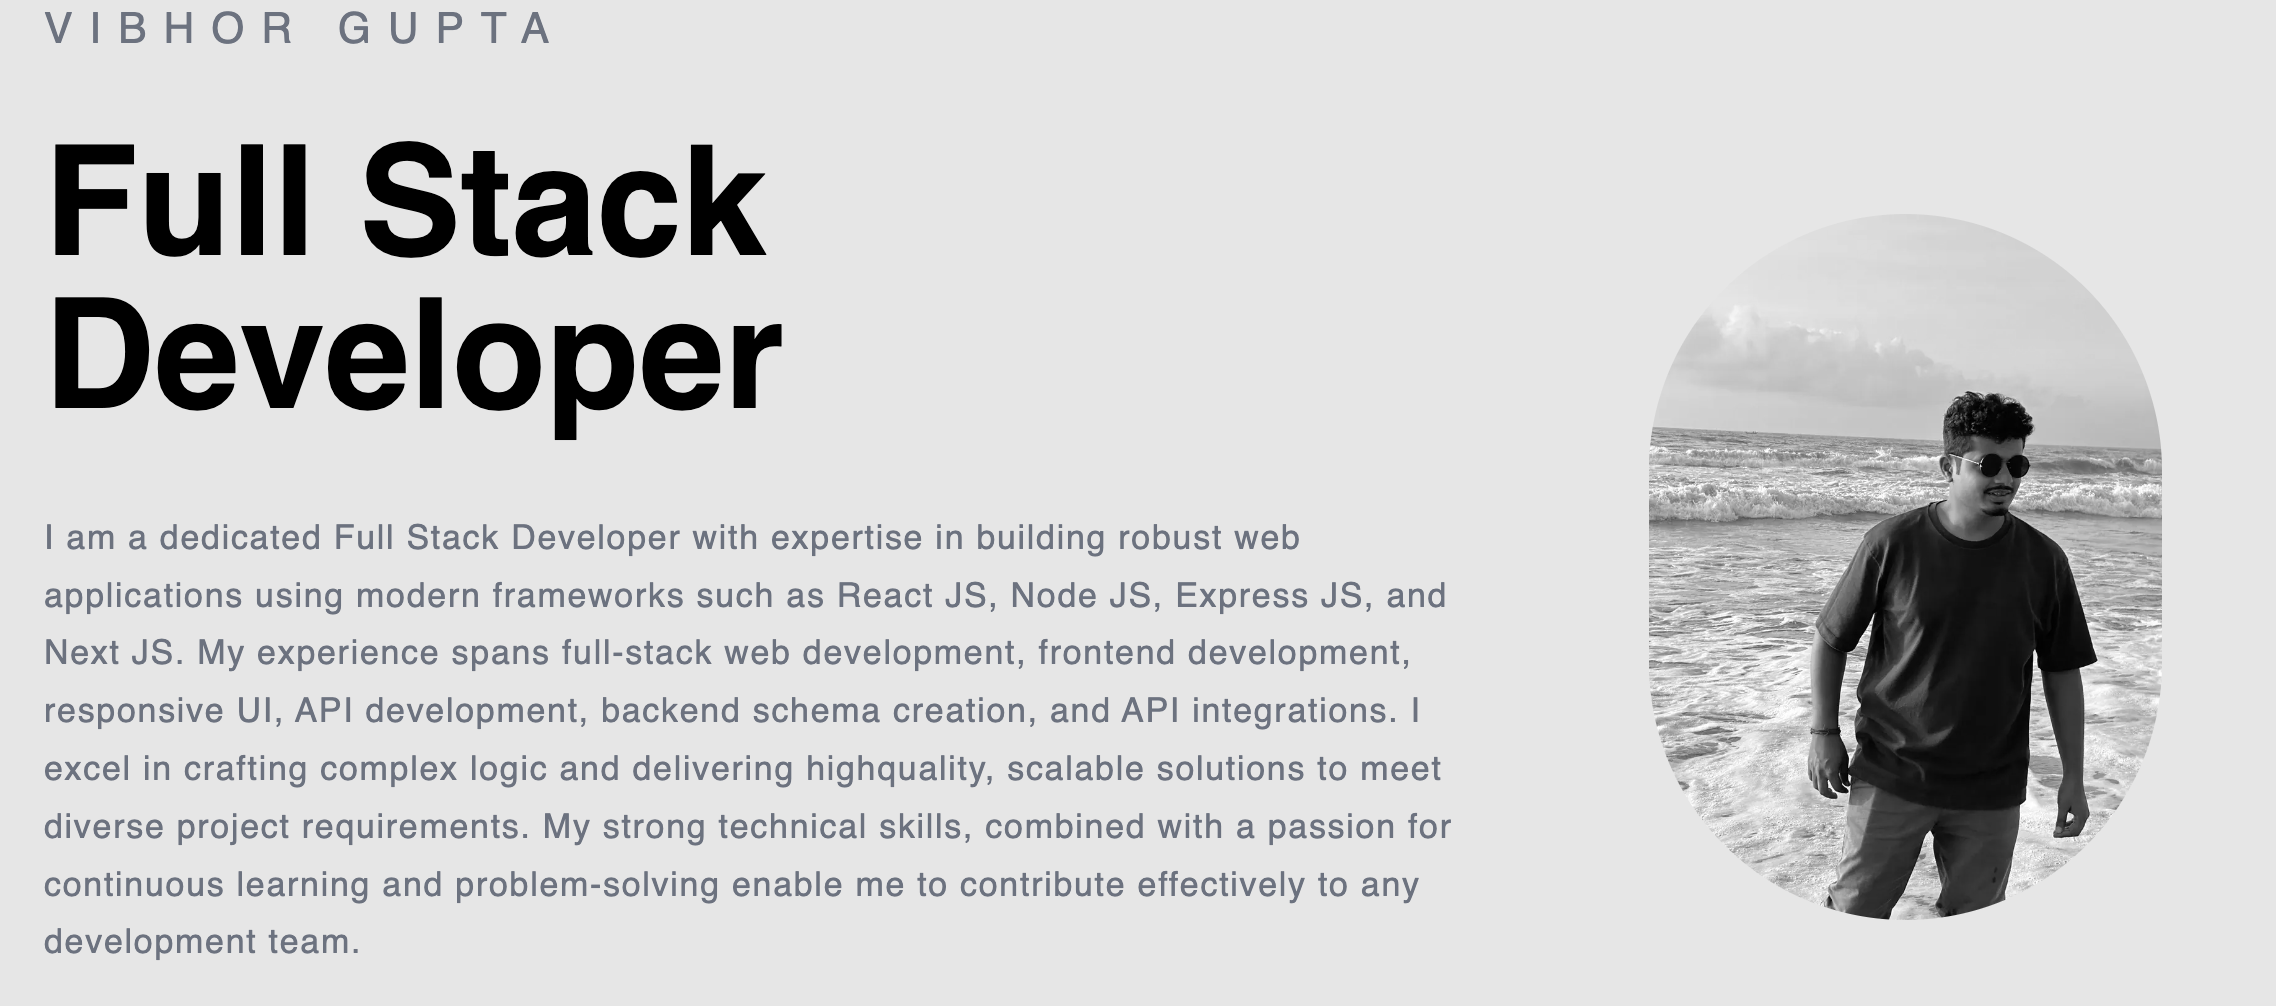 VIBHOR GUPTA
Full Stack
Developer
I am a dedicated Full Stack Developer with expertise in building robust web
applications using modern frameworks such as React JS, Node JS, Express JS, and
Next JS. My experience spans full-stack web development, frontend development,
responsive UI, API development, backend schema creation, and API integrations. I
excel in crafting complex logic and delivering highquality, scalable solutions to meet
diverse project requirements. My strong technical skills, combined with a passion for
continuous learning and problem-solving enable me to contribute effectively to any
development team.